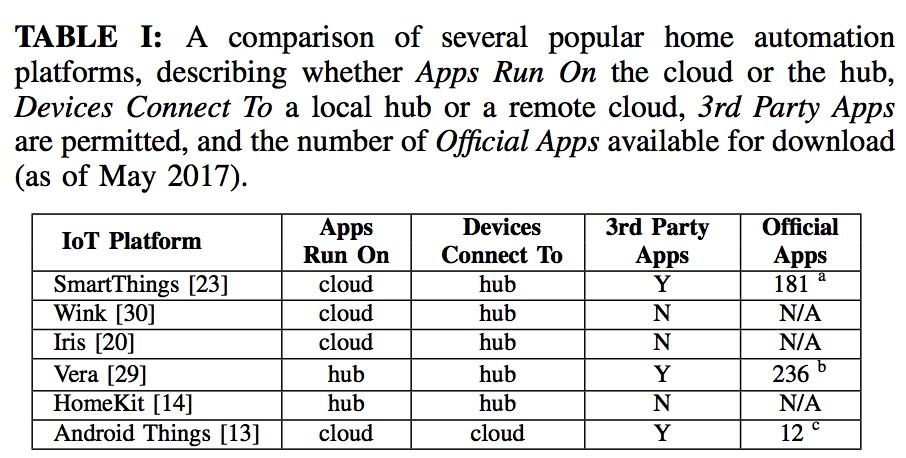 TABLE I: A comparison of several popular home automation
platforms, describing whether Apps Run On the cloud or the hub,
Devices Connect To a local hub or a remote cloud, 3rd Party Apps
are permitted, and the number of Official Apps available for download
(as of May 2017).
IoT Platform Apps Run On Devices Connect To 3rd Party Apps Official Apps
SmartThings [23] cloud hub Y 181 a
Wink [30] cloud hub N N/A
Iris [20] cloud hub N N/A
Vera [29] hub hub Y 236 b
HomeKit [14] hub hub N N/A
Android Things [13] cloud cloud Y 12 c